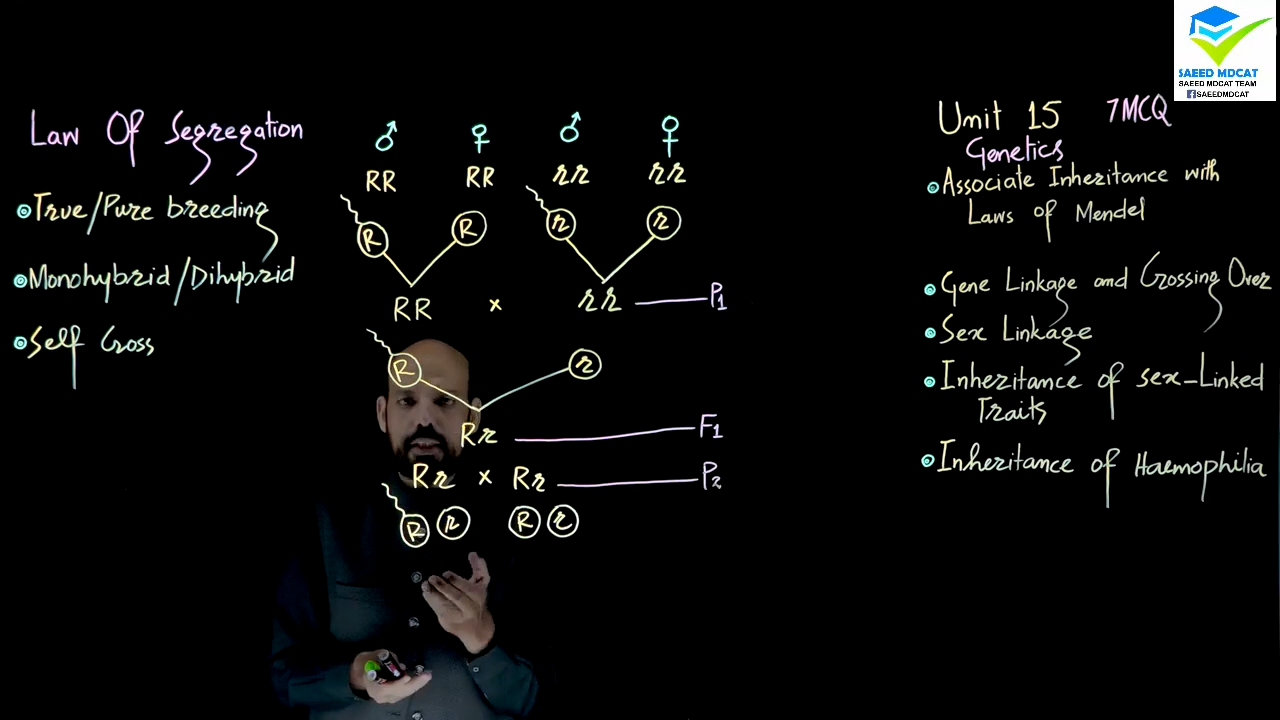 SAEED MDCAT
SAEED MDCAT TEAM
SAEEDMDCAT
Law Of Segregation
True/Pure breeding
Monohybrid/Dihybrid
Self Cross
♂ ♀ ♂ ♀
RR RR rr rr
R R r r
RR x rr P1
R r
Rr F1
Rr x Rr P2
R r R r
Unit 15 7MCQ
Genetics
Associate Inheritance with
Laws of Mendel
Gene Linkage and Crossing Over
Sex Linkage
Inheritance of sex-Linked
Traits
Inheritance of Haemophilia